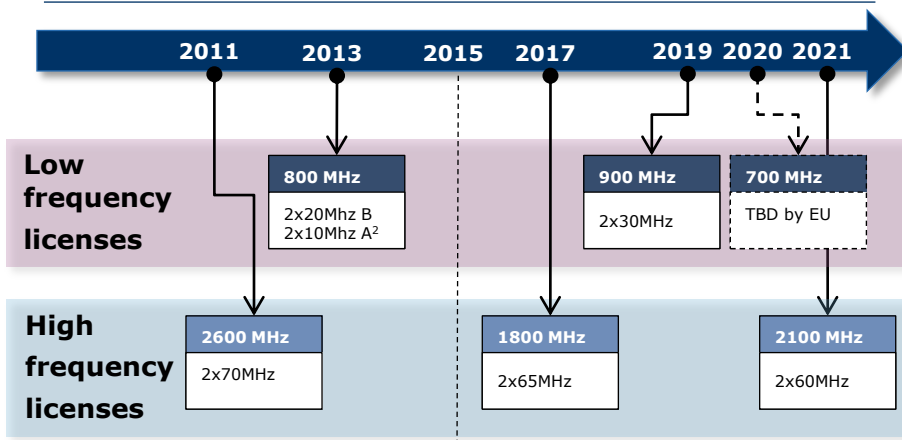 2011 2013 2015 2017 2019 2020 2021
Low
frequency
licenses
800 MHz
2x20Mhz B
2x10Mhz A²
900 MHz
2x30MHz
700 MHz
TBD by EU
High
frequency
licenses
2600 MHz
2x70MHz
1800 MHz
2x65MHz
2100 MHz
2x60MHz